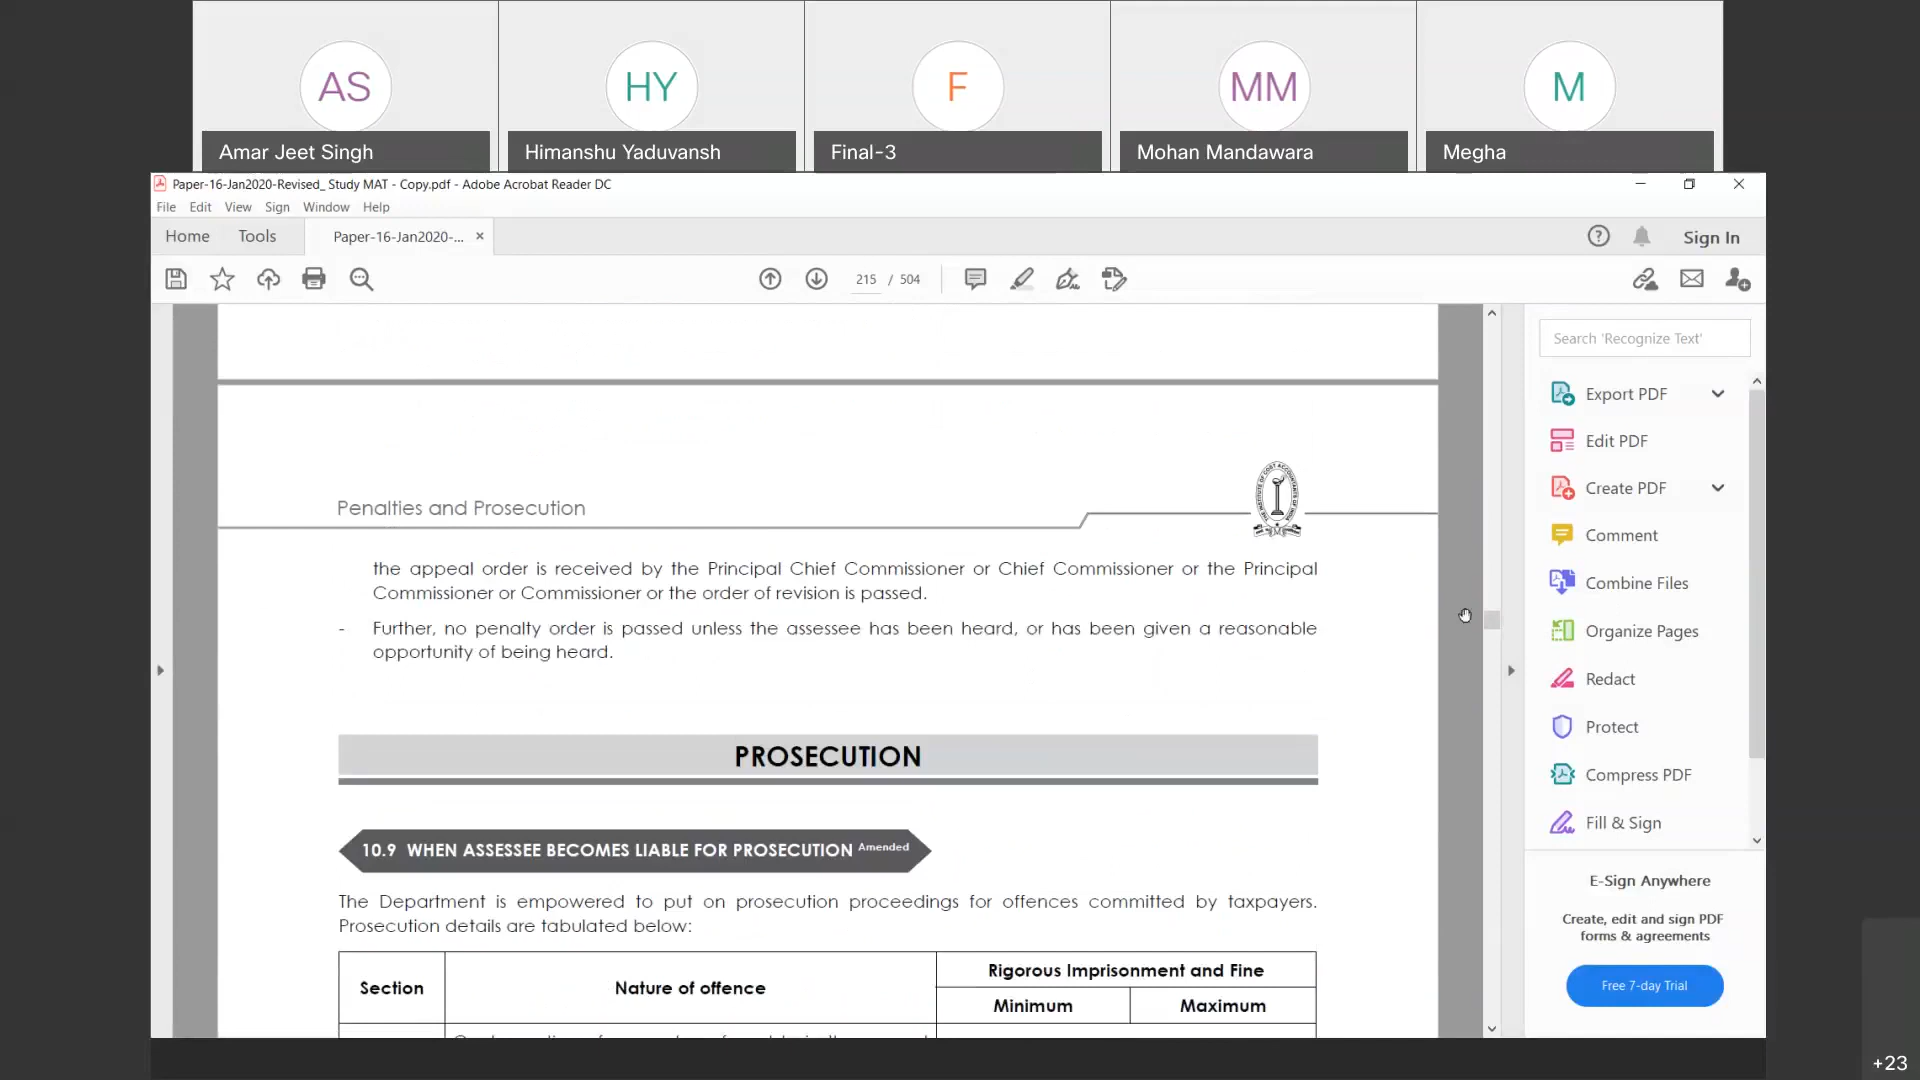 AS
HY
F
MM
M
Amar Jeet Singh
Himanshu Yaduvansh
Final-3
Mohan Mandawara
Megha
Paper-16-Jan2020-Revised_ Study MAT - Copy.pdf - Adobe Acrobat Reader DC
File Edit View Sign Window Help
Home Tools Paper-16-Jan2020-... × Sign In
215 / 504
Search 'Recognize Text'
Export PDF
Edit PDF
Create PDF
Comment
Combine Files
Organize Pages
Redact
Protect
Compress PDF
Fill & Sign
E-Sign Anywhere
Create, edit and sign PDF
forms & agreements
Free 7-day Trial
Penalties and Prosecution
the appeal order is received by the Principal Chief Commissioner or Chief Commissioner or the Principal
Commissioner or Commissioner or the order of revision is passed.
- Further, no penalty order is passed unless the assessee has been heard, or has been given a reasonable
opportunity of being heard.
PROSECUTION
10.9 WHEN ASSESSEE BECOMES LIABLE FOR PROSECUTION Amended
The Department is empowered to put on prosecution proceedings for offences committed by taxpayers.
Prosecution details are tabulated below:
Section Nature of offence Rigorous Imprisonment and Fine
Minimum Maximum
+23